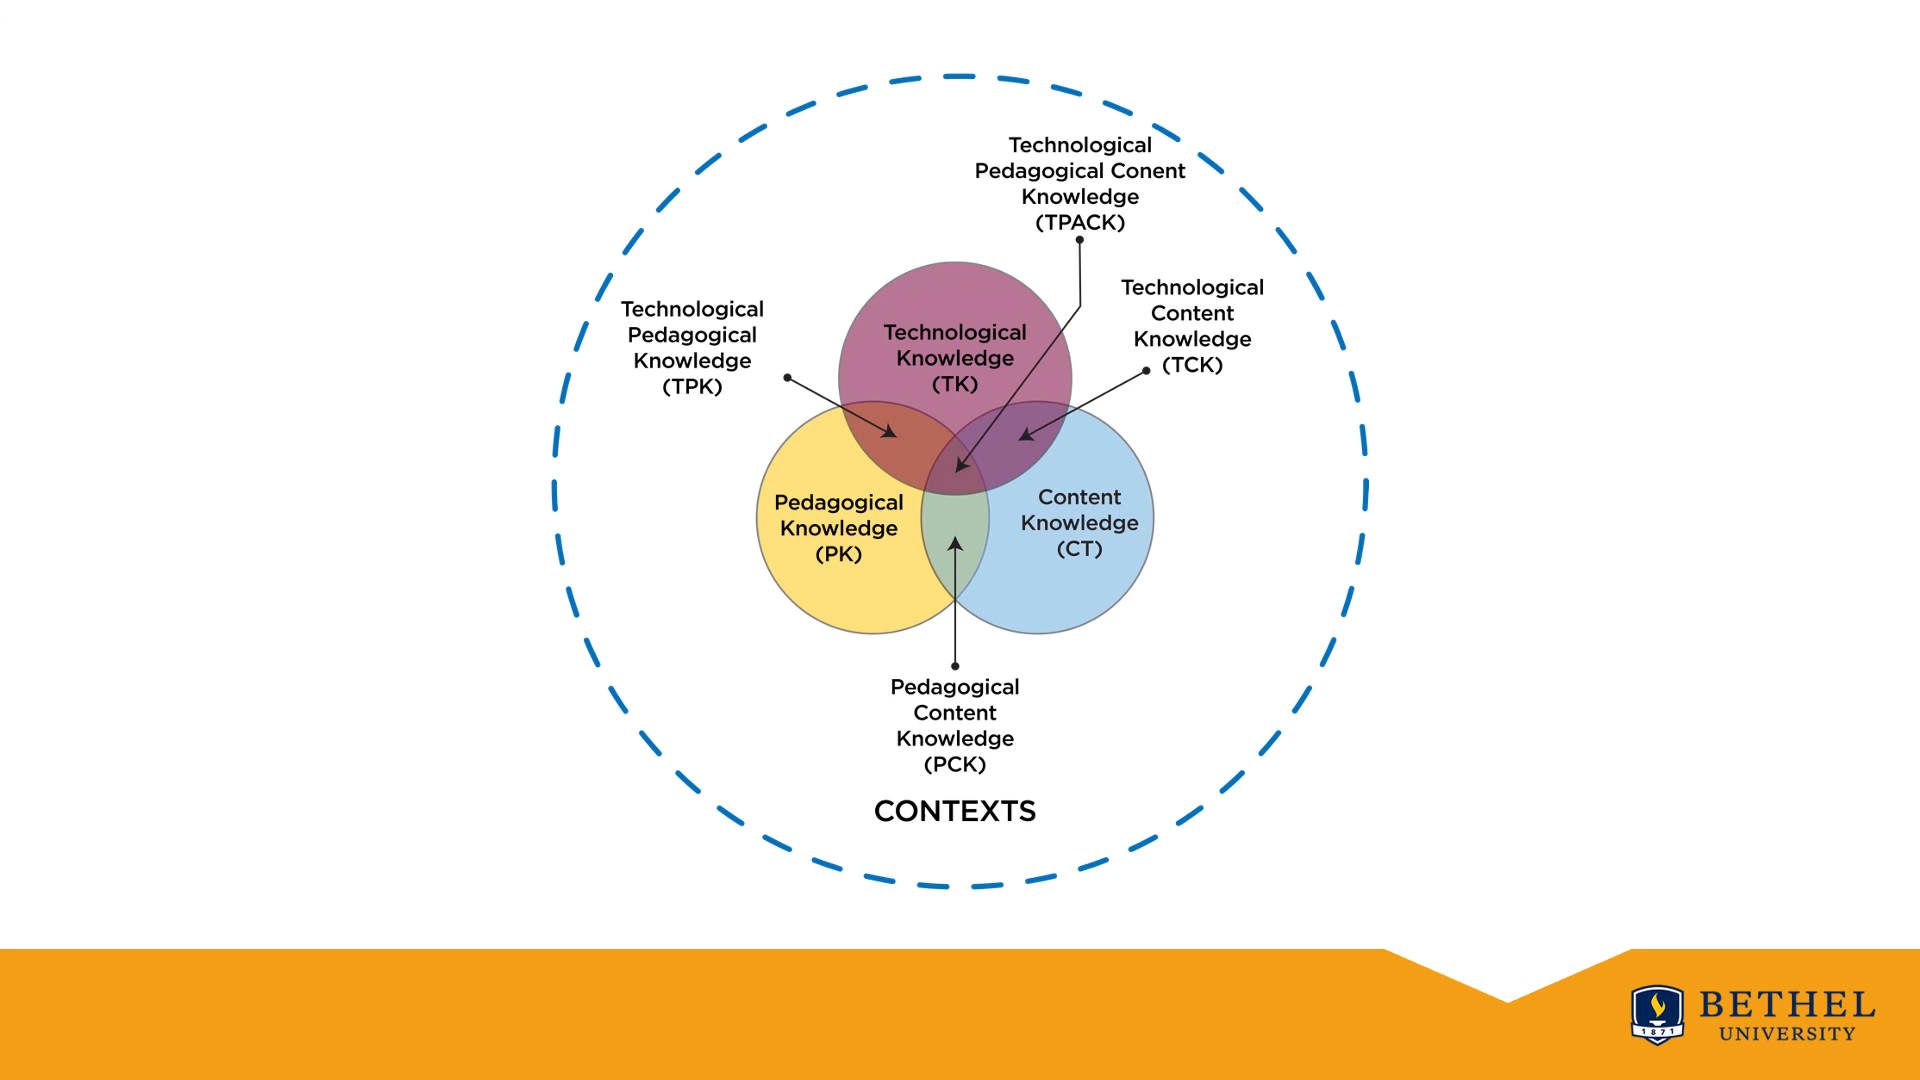 Technological
Pedagogical Conent
Knowledge
(TPACK)
Technological
Content
Knowledge
(TCK)
Technological
Pedagogical
Knowledge
(TPK)
Technological
Knowledge
(TK)
Pedagogical
Knowledge
(PK)
Content
Knowledge
(CT)
Pedagogical
Content
Knowledge
(PCK)
CONTEXTS
1871
BETHEL
UNIVERSITY